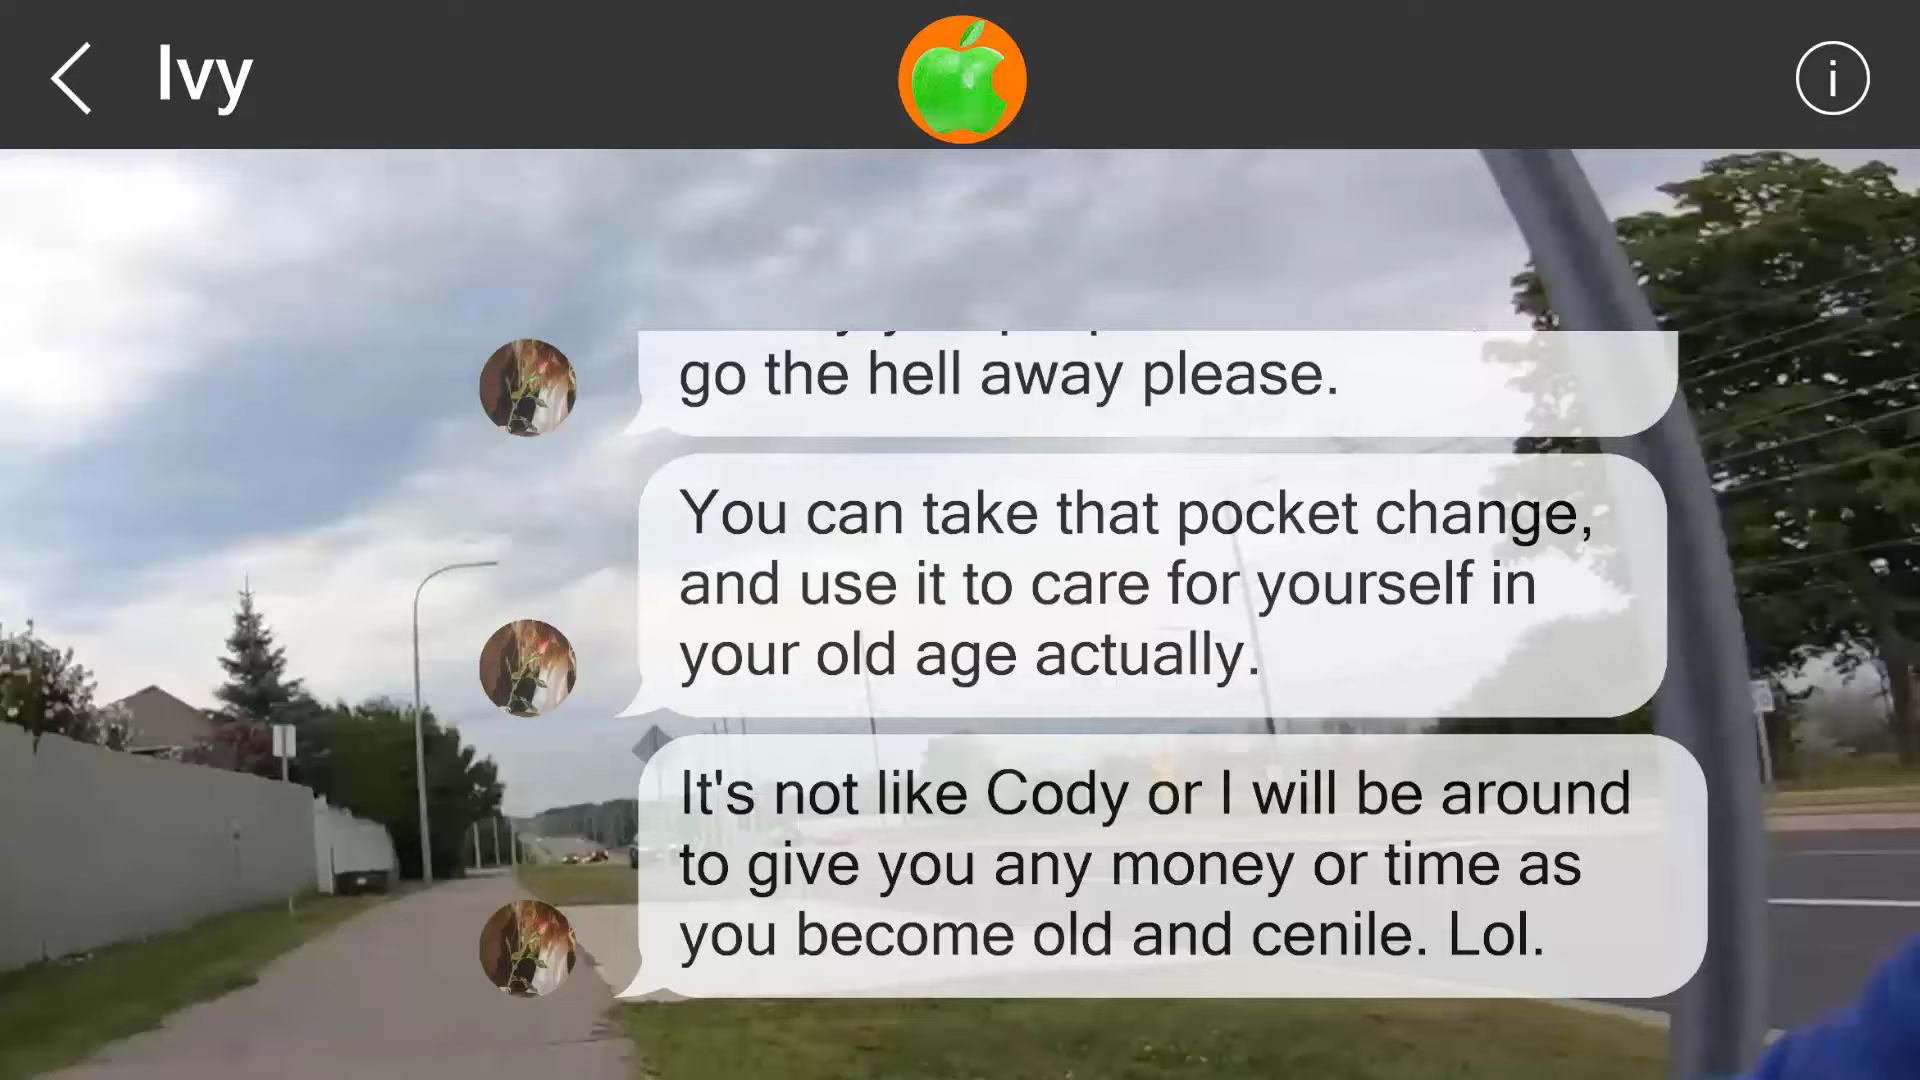 Ivy
i
go the hell away please.
You can take that pocket change,
and use it to care for yourself in
your old age actually.
It's not like Cody or I will be around
to give you any money or time as
you become old and cenile. Lol.